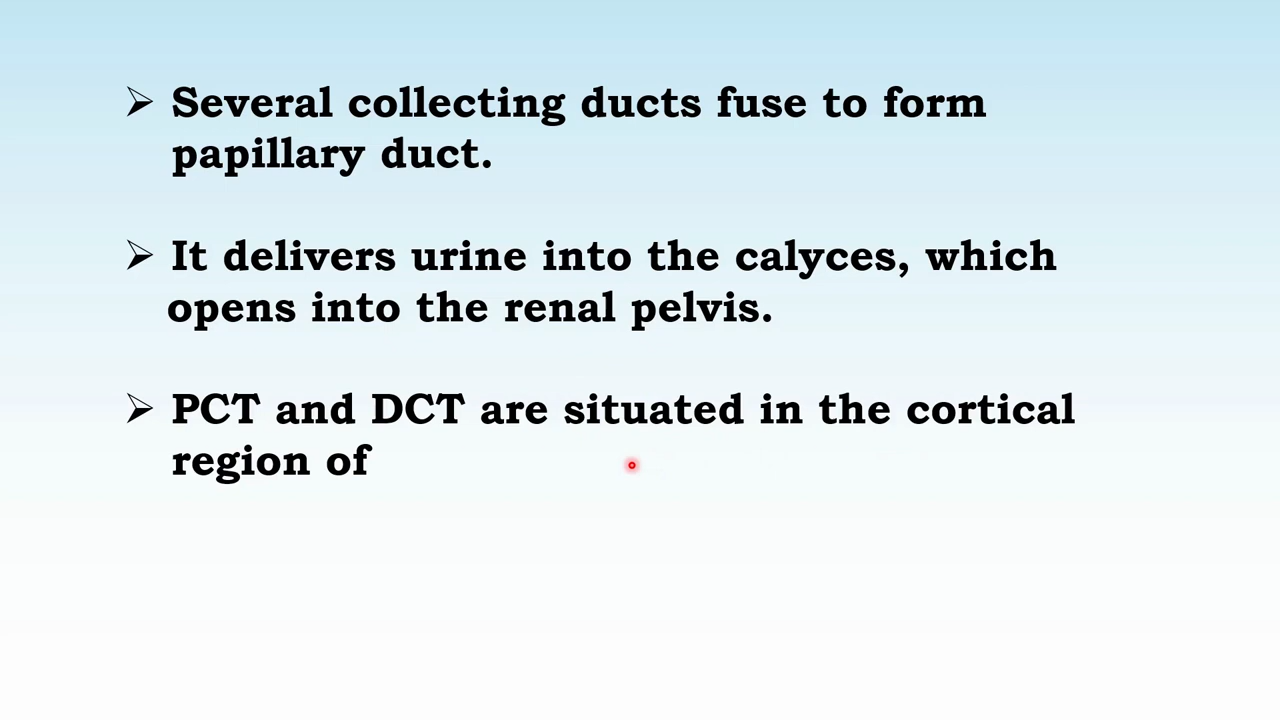 Several collecting ducts fuse to form
papillary duct.
It delivers urine into the calyces, which
opens into the renal pelvis.
PCT and DCT are situated in the cortical
region of